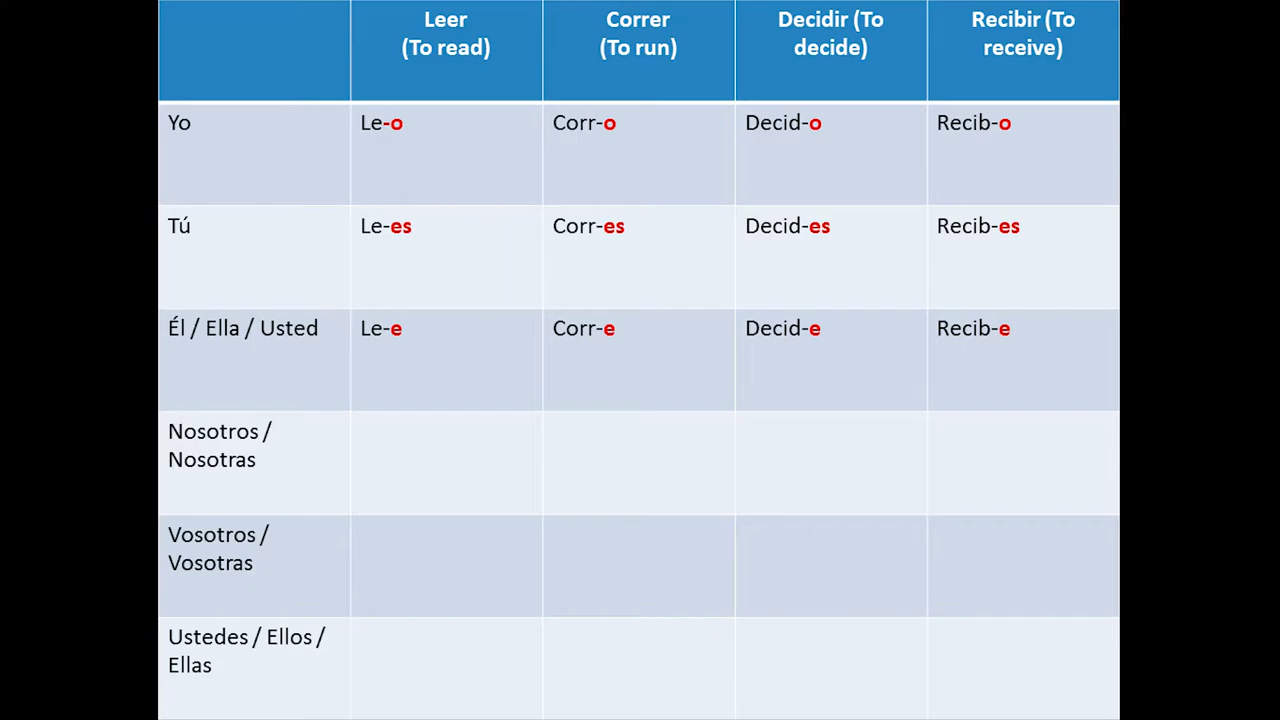 Leer
(To read)
Correr
(To run)
Decidir (To
decide)
Recibir (To
receive)
Yo
Le-o
Corr-o
Decid-o
Recib-o
Tú
Le-es
Corr-es
Decid-es
Recib-es
Él / Ella / Usted
Le-e
Corr-e
Decid-e
Recib-e
Nosotros /
Nosotras
Vosotros /
Vosotras
Ustedes / Ellos /
Ellas